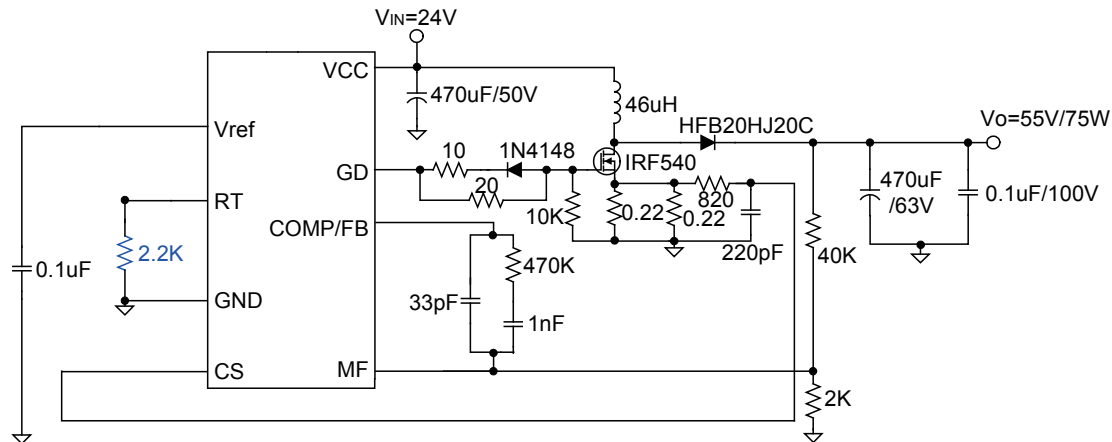 VIN=24V
VCC
470uF/50V
46uH
HFB20HJ20C
Vo=55V/75W
Vref
10
1N4148
IRF540
GD
20
820
470uF
/63V
0.1uF/100V
RT
10K
0.22
0.22
COMP/FB
220pF
2.2K
470K
40K
0.1uF
GND
33pF
1nF
CS
MF
2K